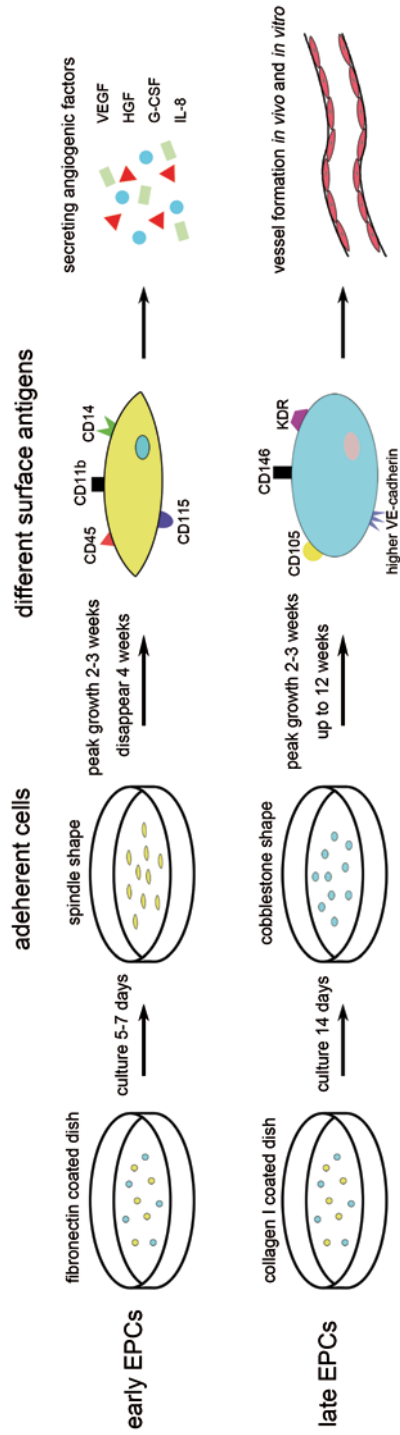 adeherent cells
different surface antigens
early EPCs
fibronectin coated dish
culture 5-7 days
spindle shape
peak growth 2-3 weeks
disappear 4 weeks
CD45
CD11b
CD14
CD115
secreting angiogenic factors
VEGF
HGF
G-CSF
IL-8
late EPCs
collagen I coated dish
culture 14 days
cobblestone shape
peak growth 2-3 weeks
up to 12 weeks
CD105
CD146
KDR
higher VE-cadherin
vessel formation in vivo and in vitro